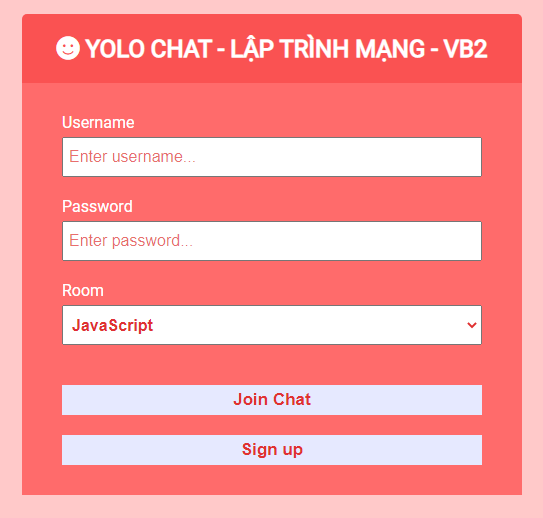 YOLO CHAT - LẬP TRÌNH MẠNG - VB2
Username
Enter username...
Password
Enter password...
Room
JavaScript
Join Chat
Sign up